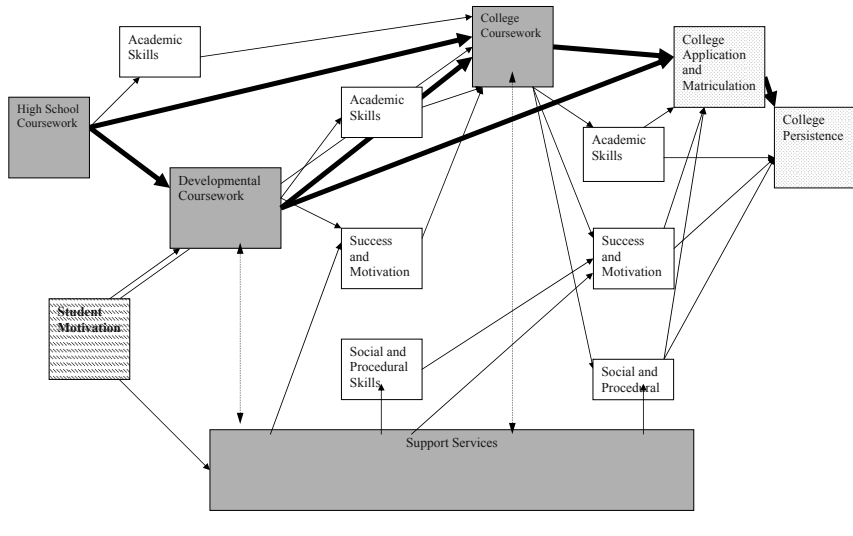 College
Coursework
Academic
Skills
College
Application
and
Matriculation
High School
Coursework
Academic
Skills
College
Persistence
Academic
Skills
Developmental
Coursework
Success
and
Motivation
Success
and
Motivation
Student
Motivation
Social and
Procedural
Skills
Social and
Procedural
Support Services